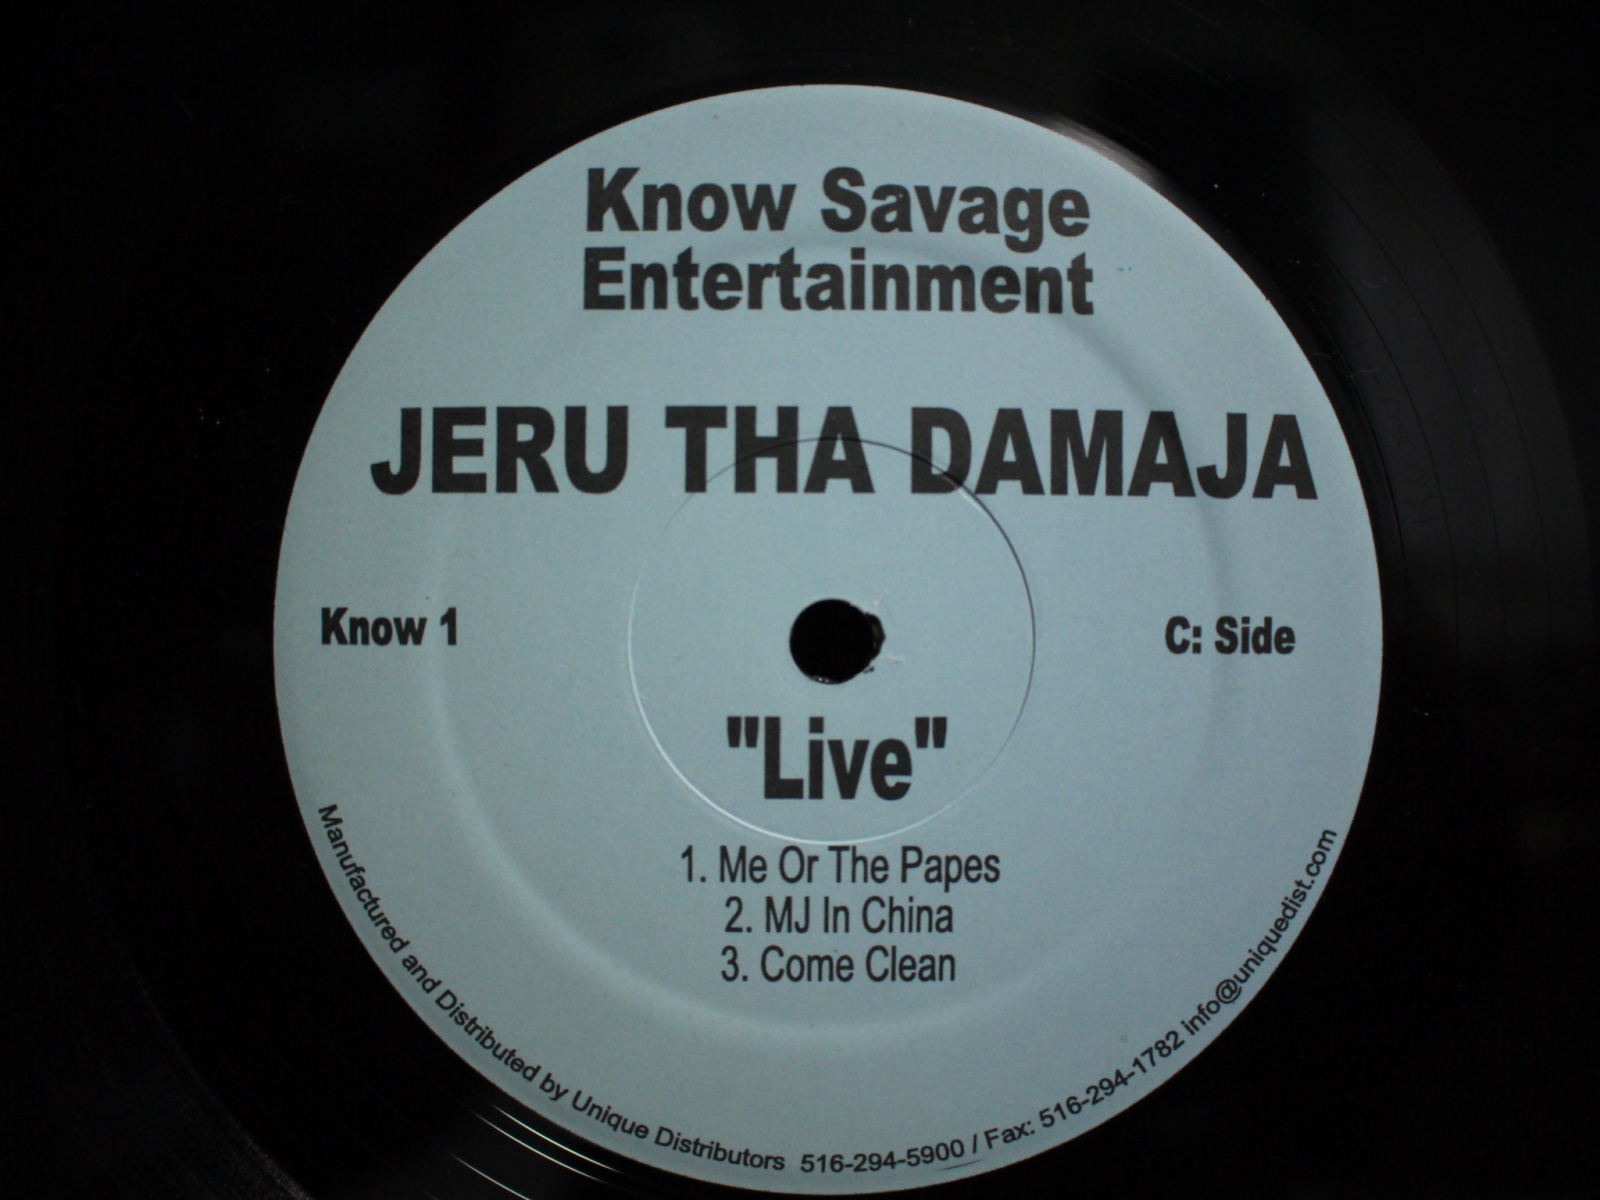 Know Savage
Entertainment
JERU THA DAMAJA
Know 1
C: Side
"Live"
1. Me Or The Papes
2. MJ In China
3. Come Clean
Manufactured and Distributed by Unique Distributors 516-294-5900 / Fax: 516-294-1782 info@uniquedist.com